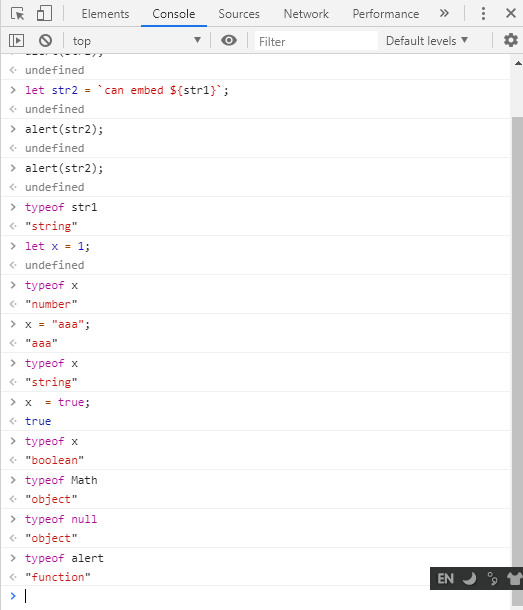 Elements Console Sources Network Performance »
top Filter Default levels
alert(str2);
undefined
let str2 = `can embed ${str1}`;
undefined
alert(str2);
undefined
alert(str2);
undefined
typeof str1
"string"
let x = 1;
undefined
typeof x
"number"
x = "aaa";
"aaa"
typeof x
"string"
x  = true;
true
typeof x
"boolean"
typeof Math
"object"
typeof null
"object"
typeof alert
"function"
EN